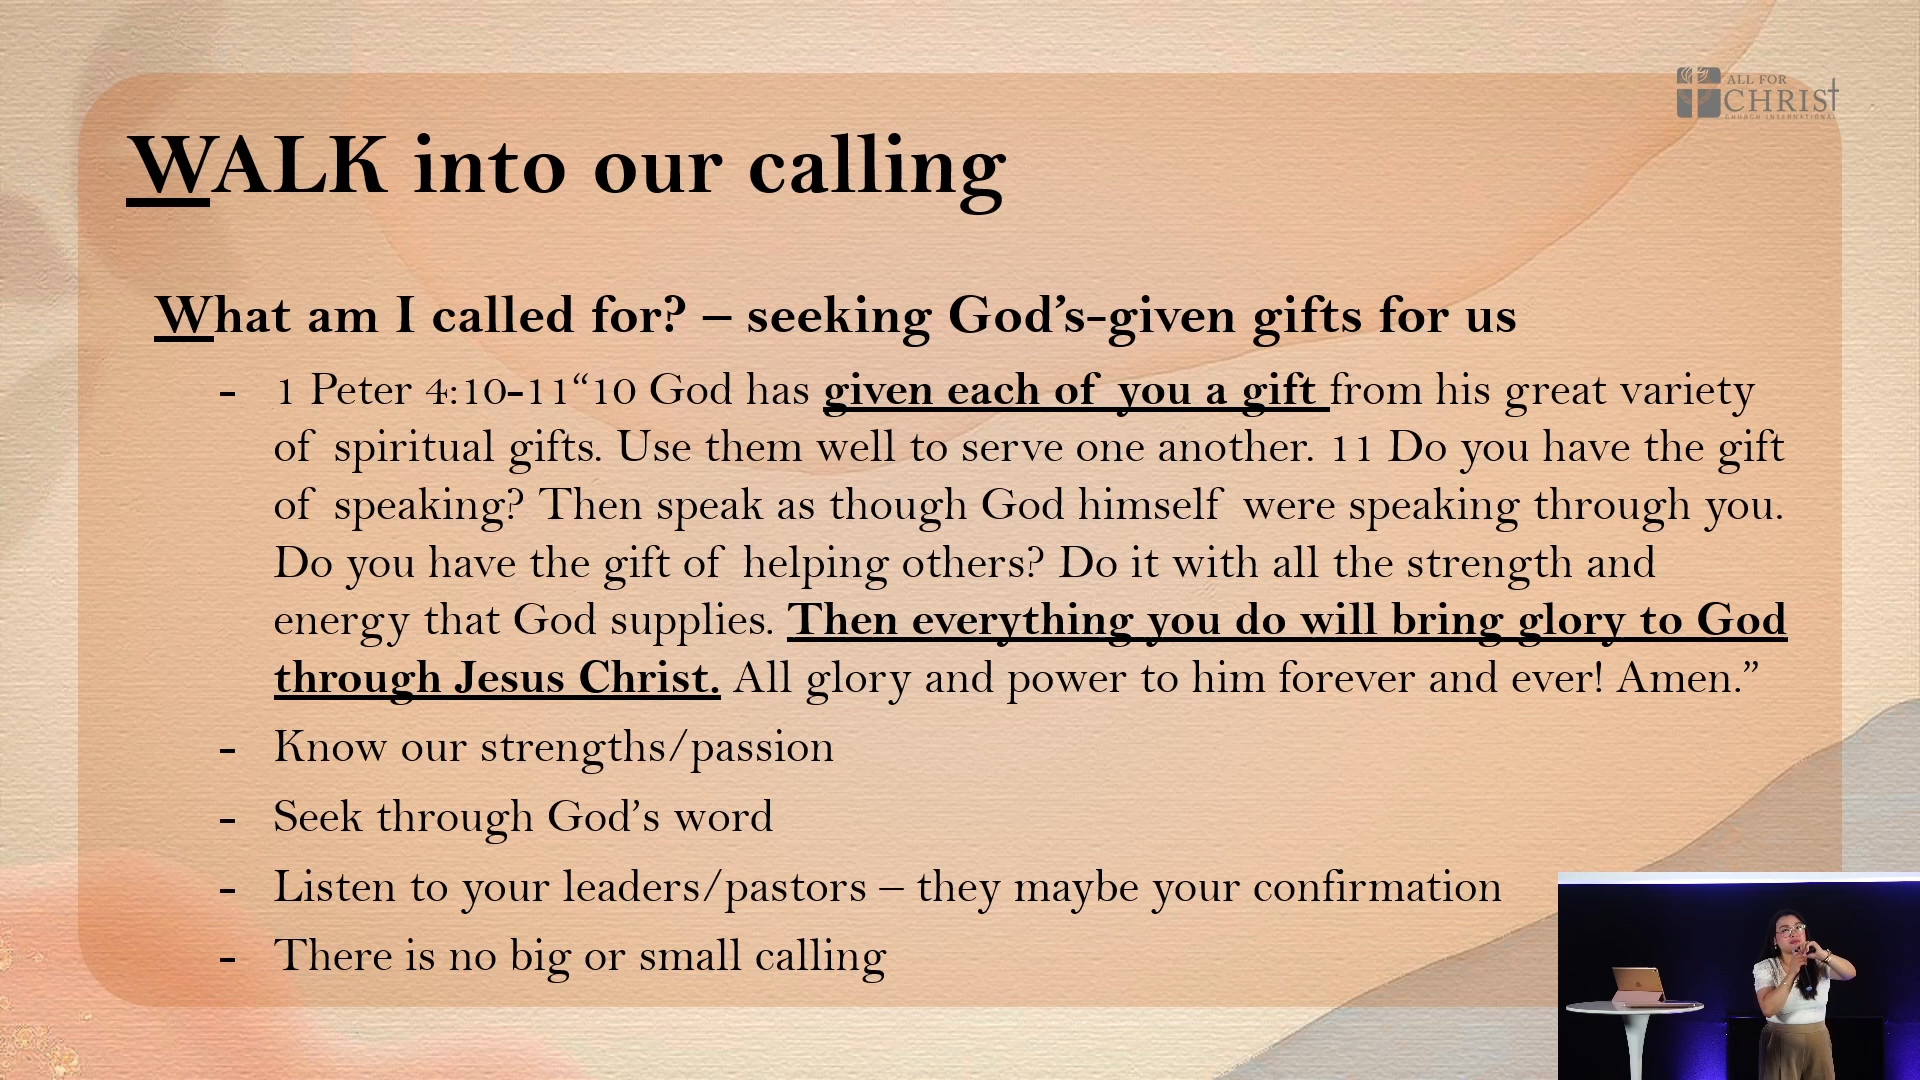 ALL FOR
CHRIST
CHURCH INTERNATIONAL
WALK into our calling
What am I called for? – seeking God’s-given gifts for us
- 1 Peter 4:10-11“10 God has given each of you a gift from his great variety
of spiritual gifts. Use them well to serve one another. 11 Do you have the gift
of speaking? Then speak as though God himself were speaking through you.
Do you have the gift of helping others? Do it with all the strength and
energy that God supplies. Then everything you do will bring glory to God
through Jesus Christ. All glory and power to him forever and ever! Amen.”
- Know our strengths/passion
- Seek through God’s word
- Listen to your leaders/pastors – they maybe your confirmation
- There is no big or small calling